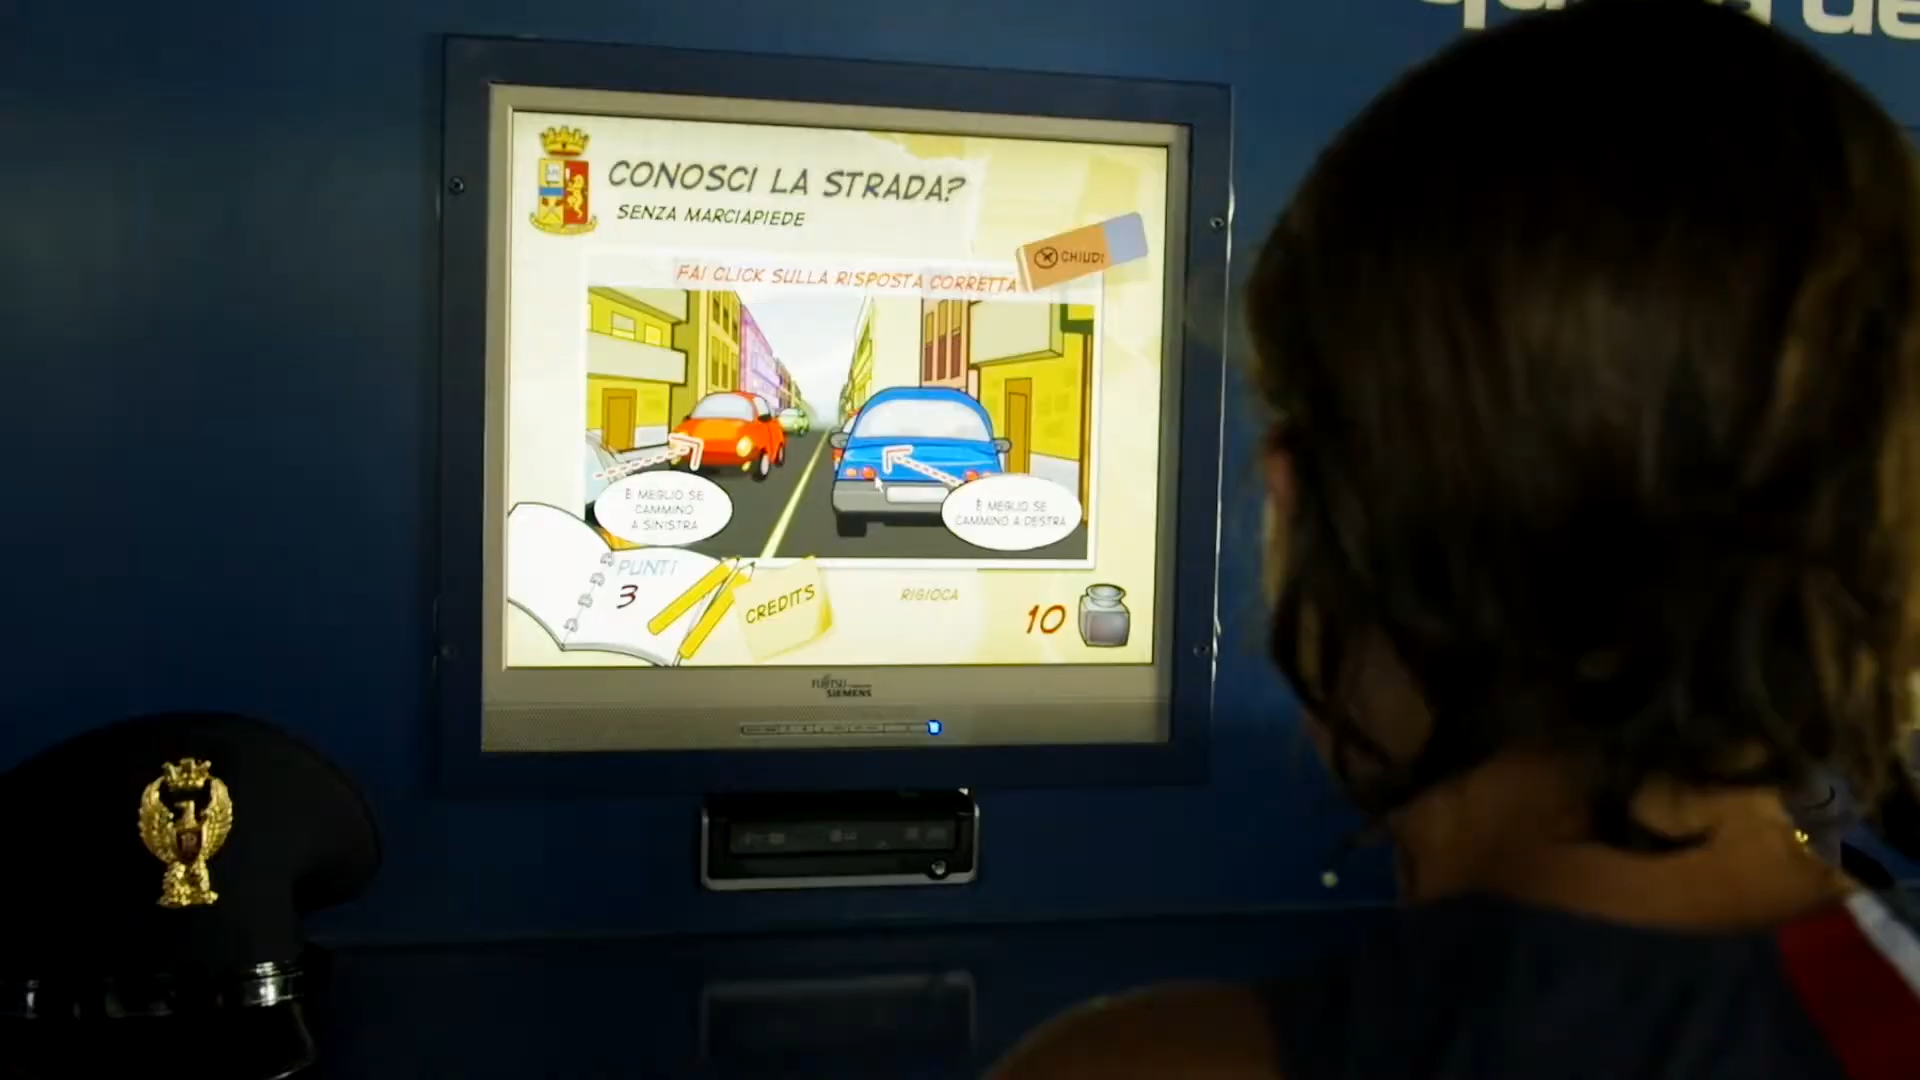 CONOSCI LA STRADA?
SENZA MARCIAPIEDE
CHIUDI
FAI CLICK SULLA RISPOSTA CORRETTA
È MEGLIO SE
CAMMINO
A SINISTRA
È MEGLIO SE
CAMMINO A DESTRA
PUNTI
3
CREDITS
RIGIOCA
10
FUJITSU
SIEMENS